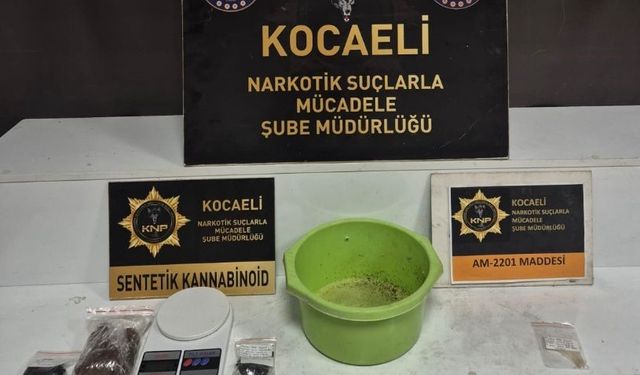 KOCAELİ
NARKOTİK SUÇLARLA
MÜCADELE
ŞUBE MÜDÜRLÜĞÜ
KNP
KOCAELİ
NARKOTİK SUÇLARLA
MÜCADELE
ŞUBE MÜDÜRLÜĞÜ
SENTETİK KANNABİNOİD
KNP
KOCAELİ
NARKOTİK SUÇLARLA
MÜCADELE
ŞUBE MÜDÜRLÜĞÜ
AM-2201 MADDESİ